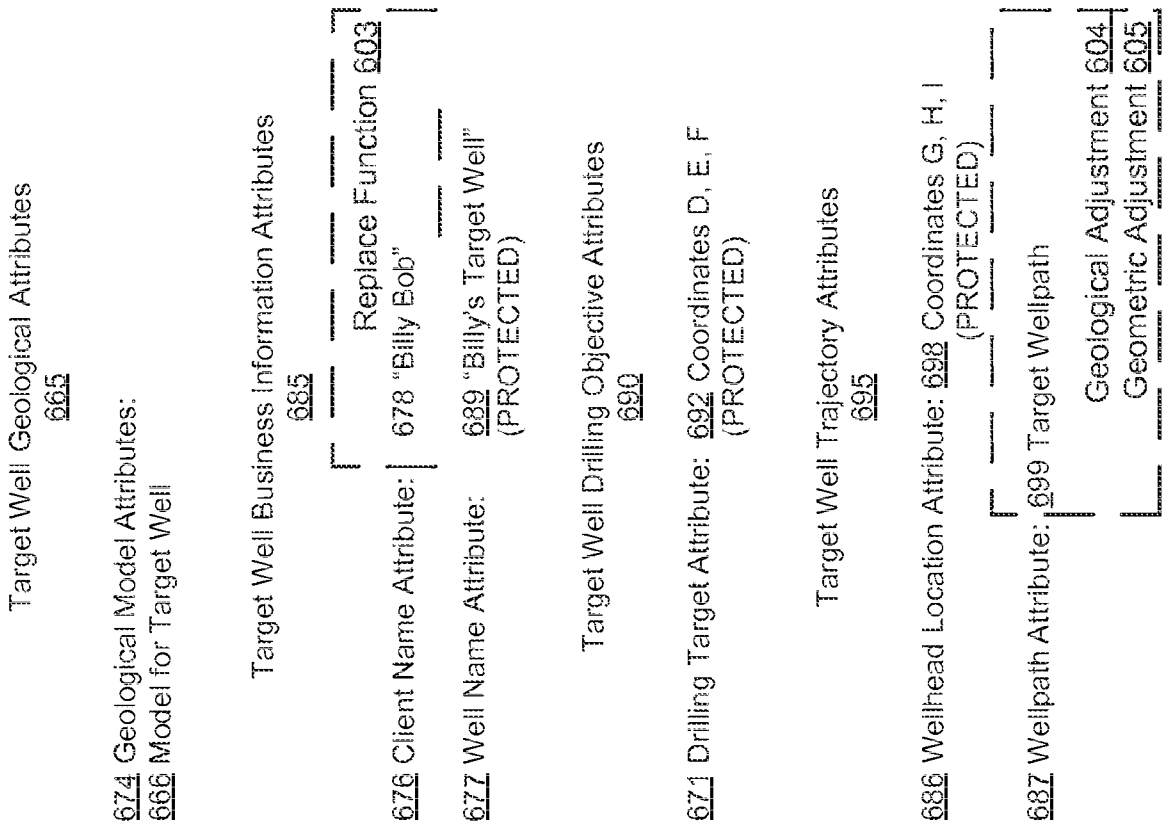 Target Well Geological Attributes
665
674 Geological Model Attributes:
666 Model for Target Well
Target Well Business Information Attributes
685
Replace Function 603
676 Client Name Attribute: 678 "Billy Bob"
677 Well Name Attribute: 689 "Billy's Target Well"
(PROTECTED)
Target Well Drilling Objective Attributes
690
671 Drilling Target Attribute: 692 Coordinates D, E, F
(PROTECTED)
Target Well Trajectory Attributes
695
686 Wellhead Location Attribute: 698 Coordinates G, H, I
(PROTECTED)
687 Wellpath Attribute: 699 Target Wellpath
Geological Adjustment 604
Geometric Adjustment 605